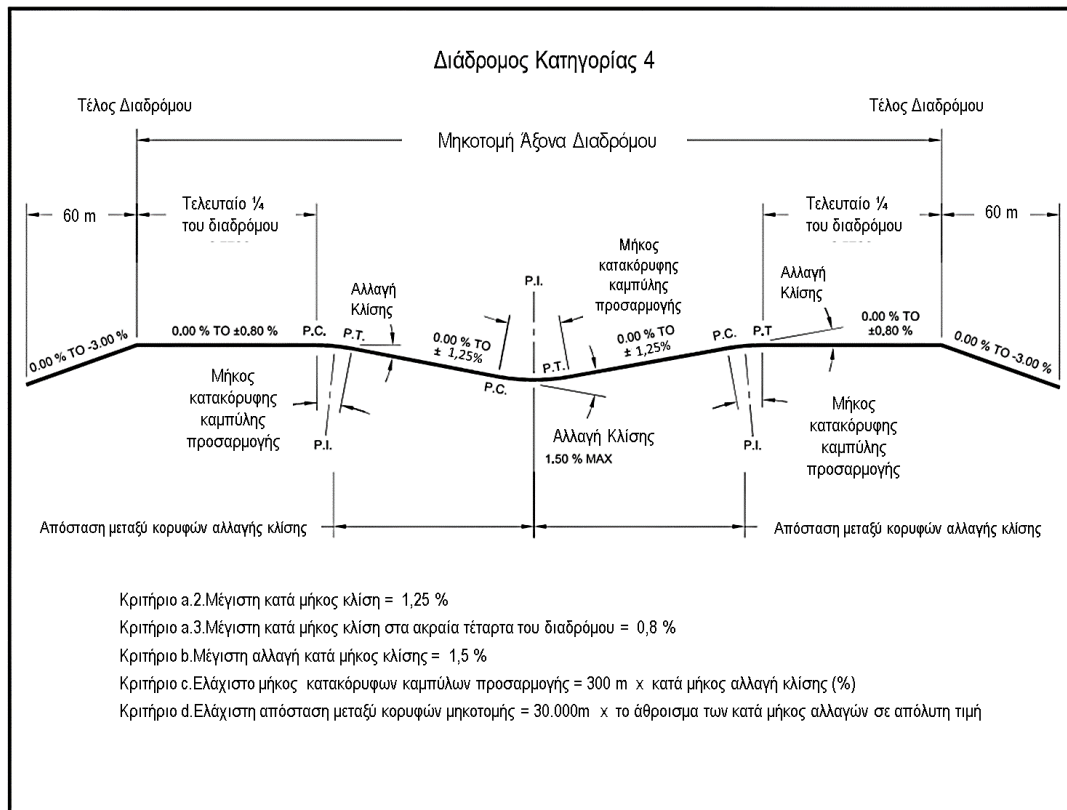 Διάδρομος Κατηγορίας 4
Τέλος Διαδρόμου
Τέλος Διαδρόμου
Μηκοτομή Άξονα Διαδρόμου
60 m
Τελευταίο ¼
του διαδρόμου
Τελευταίο ¼
του διαδρόμου
60 m
Μήκος
κατακόρυφης
καμπύλης
προσαρμογής
P.I.
Αλλαγή
Κλίσης
Αλλαγή
Κλίσης
0.00 % TO -3.00 %
0.00 % TO ±0.80 %
P.C.
P.T.
0.00 % TO
± 1,25%
P.C.
P.T.
0.00 % TO
± 1,25%
P.C.
P.T
0.00 % TO
±0.80 %
0.00 % TO -3.00 %
Μήκος
κατακόρυφης
καμπύλης
προσαρμογής
P.I.
Αλλαγή Κλίσης
1.50 % MAX
P.I.
Μήκος
κατακόρυφης
καμπύλης
προσαρμογής
Απόσταση μεταξύ κορυφών αλλαγής κλίσης
Απόσταση μεταξύ κορυφών αλλαγής κλίσης
Κριτήριο a.2.Μέγιστη κατά μήκος κλίση = 1,25 %
Κριτήριο a.3.Μέγιστη κατά μήκος κλίση στα ακραία τέταρτα του διαδρόμου = 0,8 %
Κριτήριο b.Μέγιστη αλλαγή κατά μήκος κλίσης = 1,5 %
Κριτήριο c.Ελάχιστο μήκος κατακόρυφων καμπύλων προσαρμογής = 300 m x κατά μήκος αλλαγή κλίσης (%)
Κριτήριο d.Ελάχιστη απόσταση μεταξύ κορυφών μηκοτομής = 30.000m x το άθροισμα των κατά μήκος αλλαγών σε απόλυτη τιμή